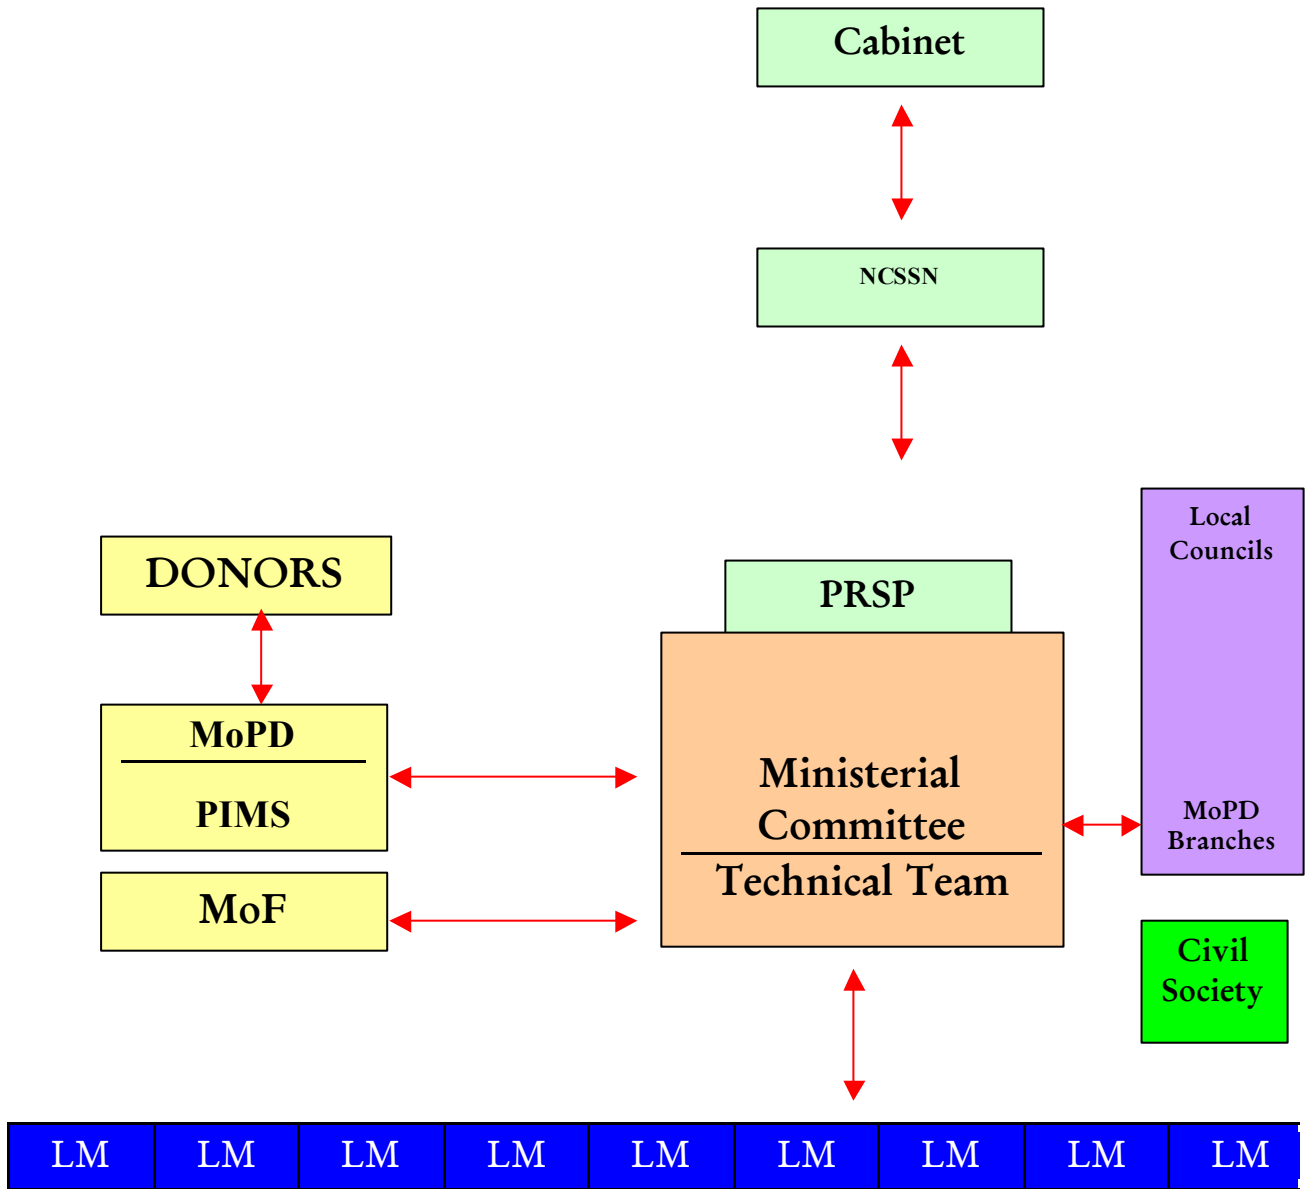 Cabinet
NCSSN
Local
Councils
DONORS
PRSP
MoPD
PIMS
Ministerial
Committee
Technical Team
MoPD
Branches
MoF
Civil
Society
LM LM LM LM LM LM LM LM LM